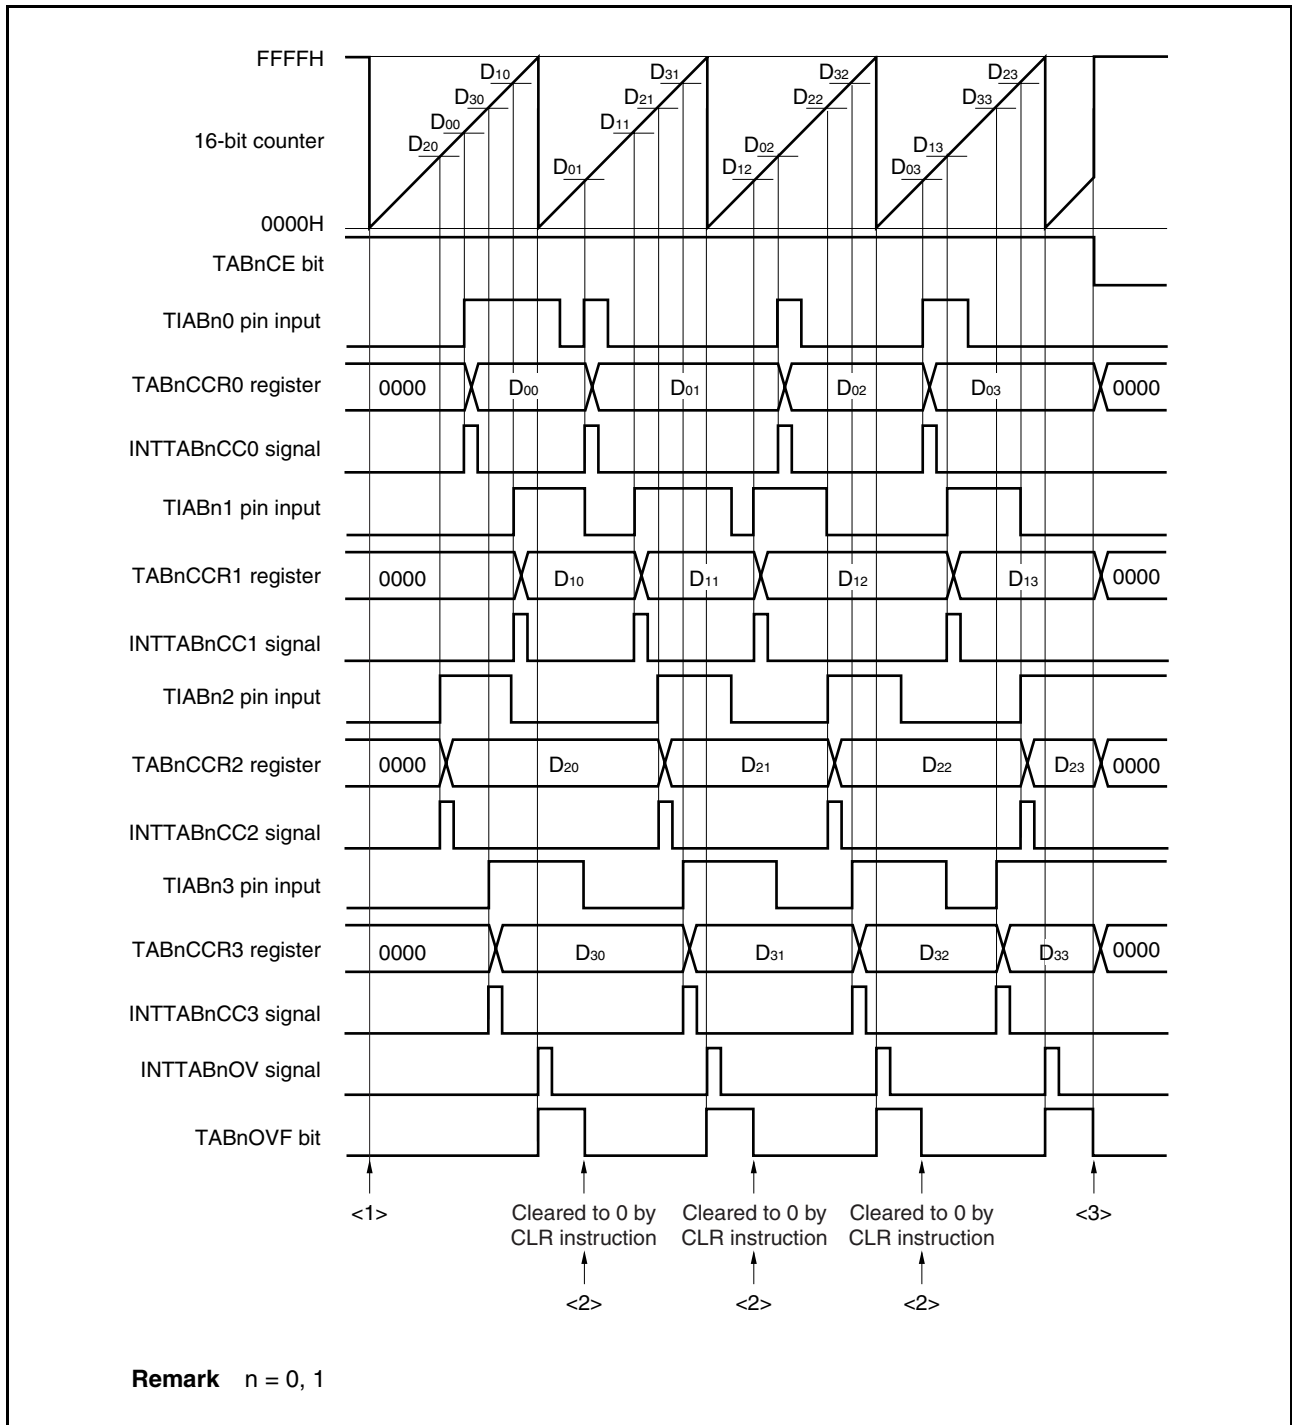 FFFFH
D10
D31
D32
D23
D30
D21
D22
D33
D00
D11
16-bit counter
D20
D02
D13
D01
D12
D03
0000H
TABnCE bit
TIABn0 pin input
TABnCCR0 register 0000 D00 D01 D02 D03 0000
INTTABnCC0 signal
TIABn1 pin input
TABnCCR1 register 0000 D10 D11 D12 D13 0000
INTTABnCC1 signal
TIABn2 pin input
TABnCCR2 register 0000 D20 D21 D22 D23 0000
INTTABnCC2 signal
TIABn3 pin input
TABnCCR3 register 0000 D30 D31 D32 D33 0000
INTTABnCC3 signal
INTTABnOV signal
TABnOVF bit
<1>
Cleared to 0 by
CLR instruction
<2>
Cleared to 0 by
CLR instruction
<2>
Cleared to 0 by
CLR instruction
<2>
<3>
Remark n = 0, 1